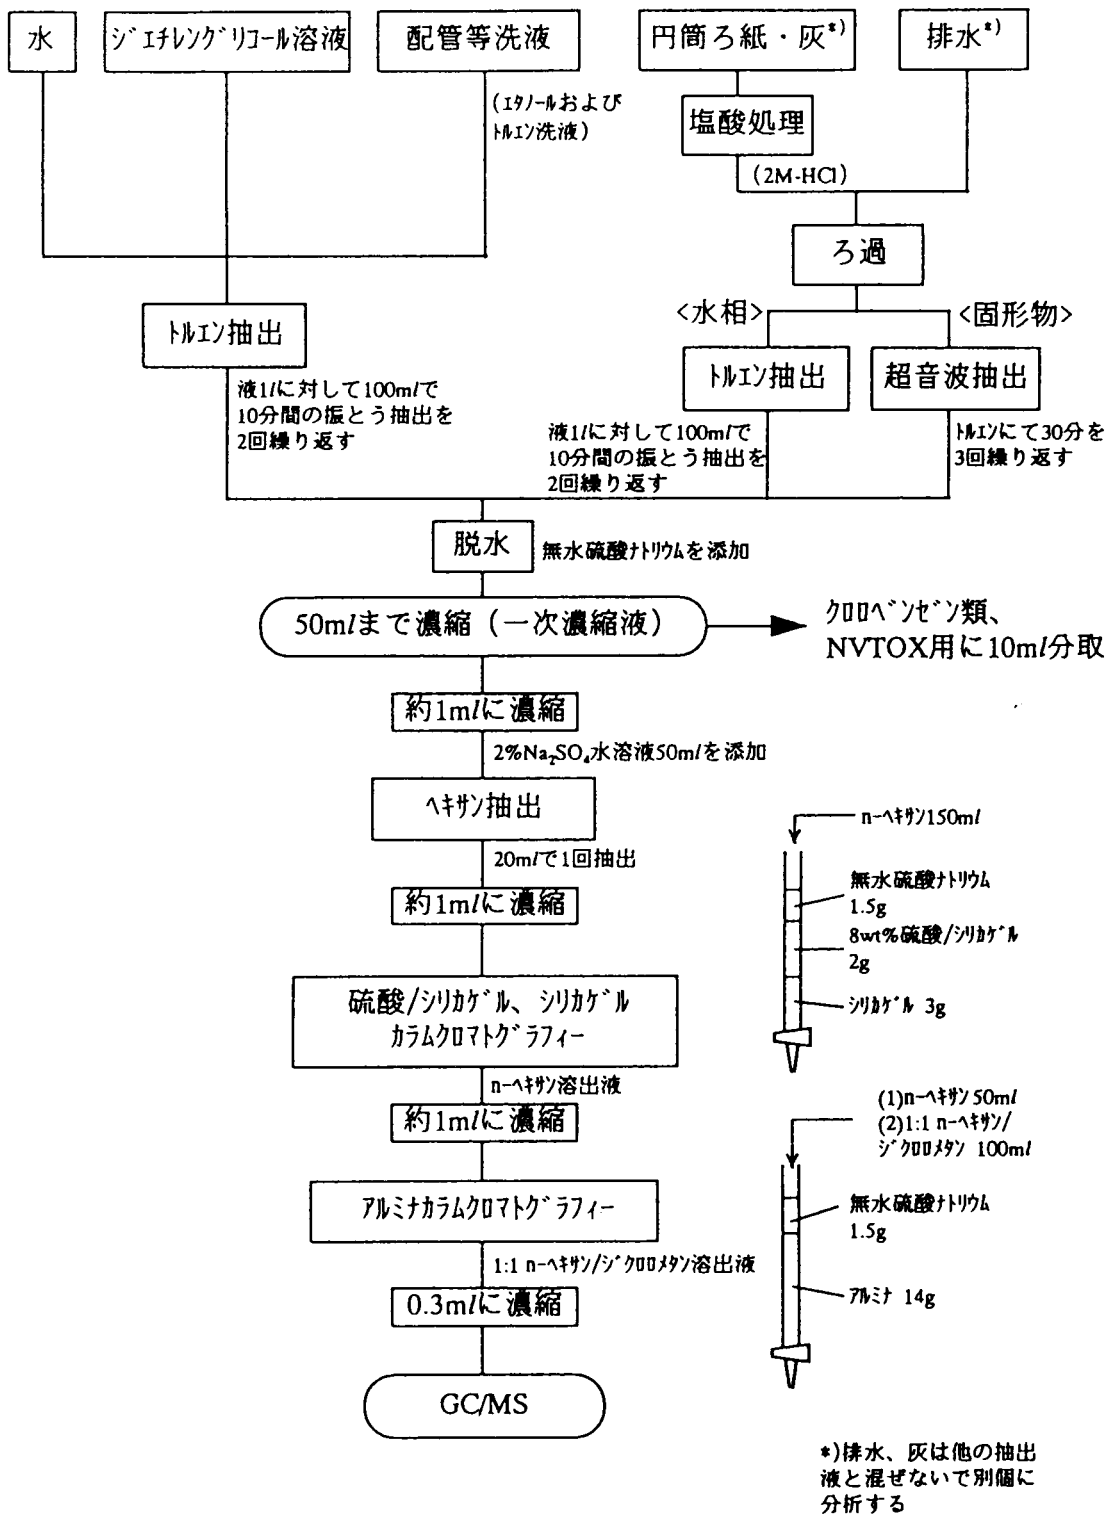 水
ｼﾞｴﾁﾚﾝｸﾞﾘｺｰﾙ溶液
配管等洗液
円筒ろ紙・灰*)
排水*)
(ｴﾀﾉｰﾙおよび
ﾄﾙｴﾝ洗液)
塩酸処理
(2M-HCl)
ろ過
<水相>
<固形物>
ﾄﾙｴﾝ抽出
ﾄﾙｴﾝ抽出
超音波抽出
液1lに対して100mlで
10分間の振とう抽出を
2回繰り返す
液1lに対して100mlで
10分間の振とう抽出を
2回繰り返す
ﾄﾙｴﾝにて30分を
3回繰り返す
脱水
無水硫酸ﾅﾄﾘｳﾑを添加
50mlまで濃縮（一次濃縮液）
ｸﾛﾛﾍﾞﾝｾﾞﾝ類、
NVTOX用に10ml分取
約1mlに濃縮
2%Na₂SO₄水溶液50mlを添加
ﾍｷｻﾝ抽出
20mlで1回抽出
約1mlに濃縮
硫酸/ｼﾘｶｹﾞﾙ、ｼﾘｶｹﾞﾙ
ｶﾗﾑｸﾛﾏﾄｸﾞﾗﾌｨｰ
n-ﾍｷｻﾝ溶出液
約1mlに濃縮
ｱﾙﾐﾅｶﾗﾑｸﾛﾏﾄｸﾞﾗﾌｨｰ
1:1 n-ﾍｷｻﾝ/ｼﾞｸﾛﾛﾒﾀﾝ溶出液
0.3mlに濃縮
GC/MS
n-ﾍｷｻﾝ150ml
無水硫酸ﾅﾄﾘｳﾑ
1.5g
8wt%硫酸/ｼﾘｶｹﾞﾙ
2g
ｼﾘｶｹﾞﾙ 3g
(1)n-ﾍｷｻﾝ 50ml
(2)1:1 n-ﾍｷｻﾝ/
ｼﾞｸﾛﾛﾒﾀﾝ 100ml
無水硫酸ﾅﾄﾘｳﾑ
1.5g
ｱﾙﾐﾅ 14g
*)排水、灰は他の抽出
液と混ぜないで別個に
分析する